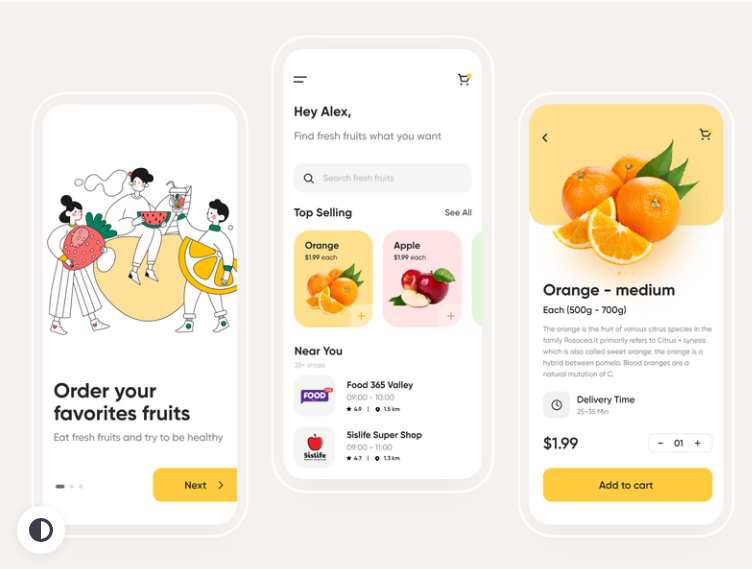 Order your
favorites fruits
Eat fresh fruits and try to be healthy
Next
Hey Alex,
Find fresh fruits what you want
Search fresh fruits
Top Selling
See All
Orange
$1.99 each
Apple
$1.99 each
Near You
28+ shops
FOOD
Food 365 Valley
09:00 - 10:00
4.9 | 1.5 km
5islife
5islife Super Shop
09:00 - 11:00
4.7 | 1.3 km
Orange - medium
Each (500g - 700g)
The orange is the fruit of various citrus species in the
family Rosacea.it primarily refers to Citrus × synesis
which is also called sweet orange. the orange is a
hybrid between pomelo. Blood oranges are a
natural mutation of C.
Delivery Time
25-35 Min
$1.99
- 01 +
Add to cart